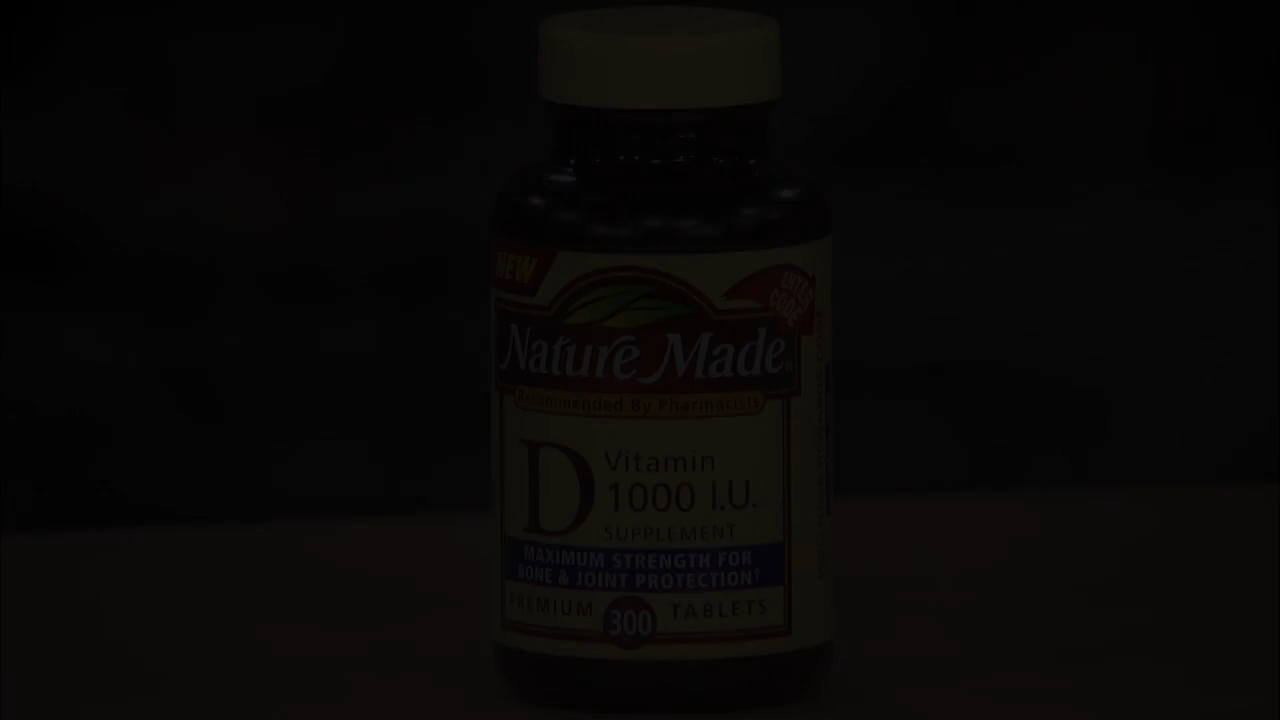 NEW
Nature Made®
Recommended By Pharmacists
D
Vitamin
1000 I.U.
SUPPLEMENT
MAXIMUM STRENGTH FOR
BONE & JOINT PROTECTION†
PREMIUM 300 TABLETS